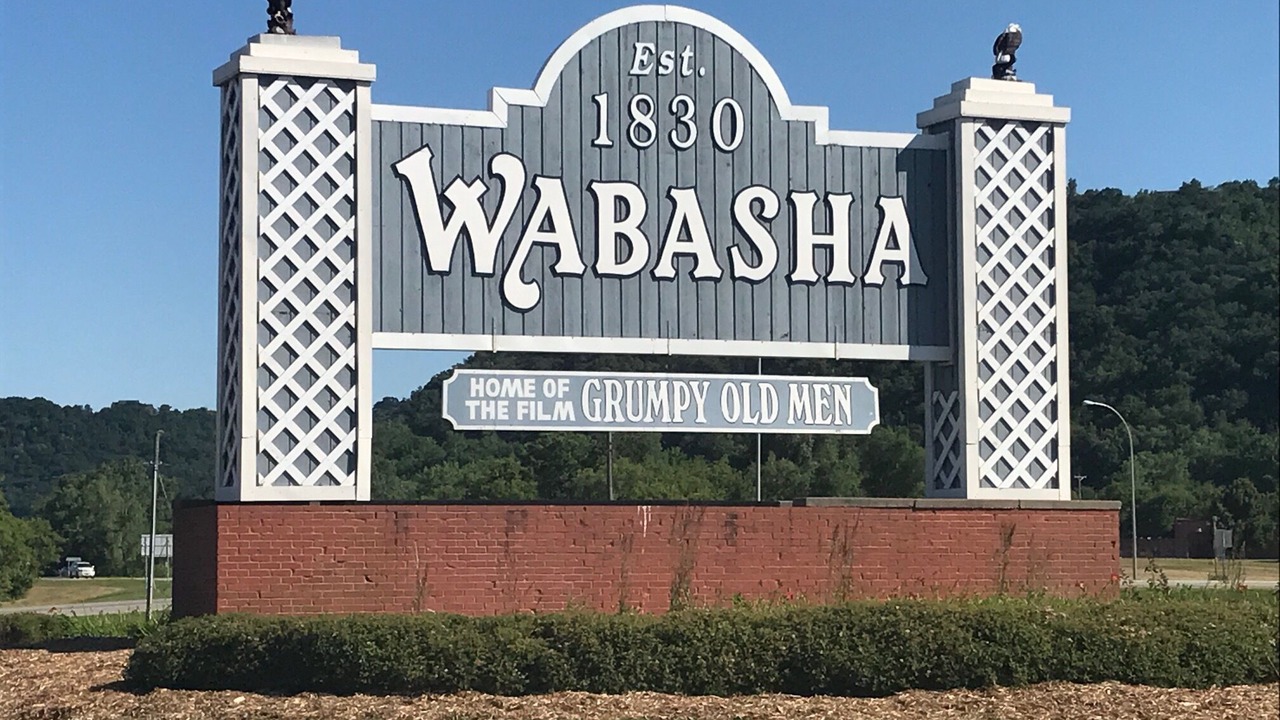 Est.
1830
WABASHA
HOME OF
THE FILM GRUMPY OLD MEN